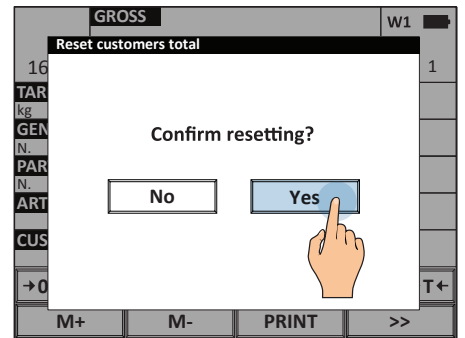 GROSS
W1
Reset customers total
16
1
TAR
kg
GEN
N.
PAR
N.
ART
CUS
Confirm resetting?
No
Yes
→0
T←
M+
M-
PRINT
>>